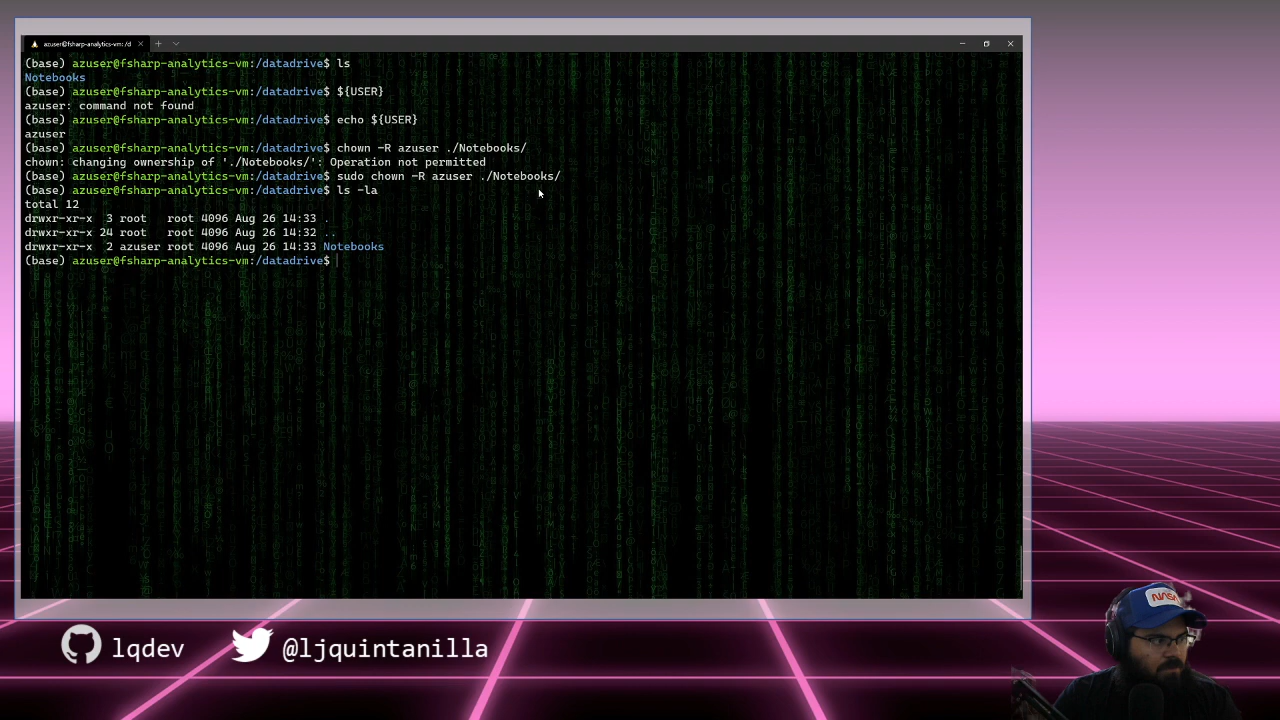 azuser@fsharp-analytics-vm: /d
(base) azuser@fsharp-analytics-vm:/datadrive$ ls
Notebooks
(base) azuser@fsharp-analytics-vm:/datadrive$ ${USER}
azuser: command not found
(base) azuser@fsharp-analytics-vm:/datadrive$ echo ${USER}
azuser
(base) azuser@fsharp-analytics-vm:/datadrive$ chown -R azuser ./Notebooks/
chown: changing ownership of './Notebooks/': Operation not permitted
(base) azuser@fsharp-analytics-vm:/datadrive$ sudo chown -R azuser ./Notebooks/
(base) azuser@fsharp-analytics-vm:/datadrive$ ls -la
total 12
drwxr-xr-x  3 root   root 4096 Aug 26 14:33 .
drwxr-xr-x 24 root   root 4096 Aug 26 14:32 ..
drwxr-xr-x  2 azuser root 4096 Aug 26 14:33 Notebooks
(base) azuser@fsharp-analytics-vm:/datadrive$
lqdev
@ljquintanilla
NASA